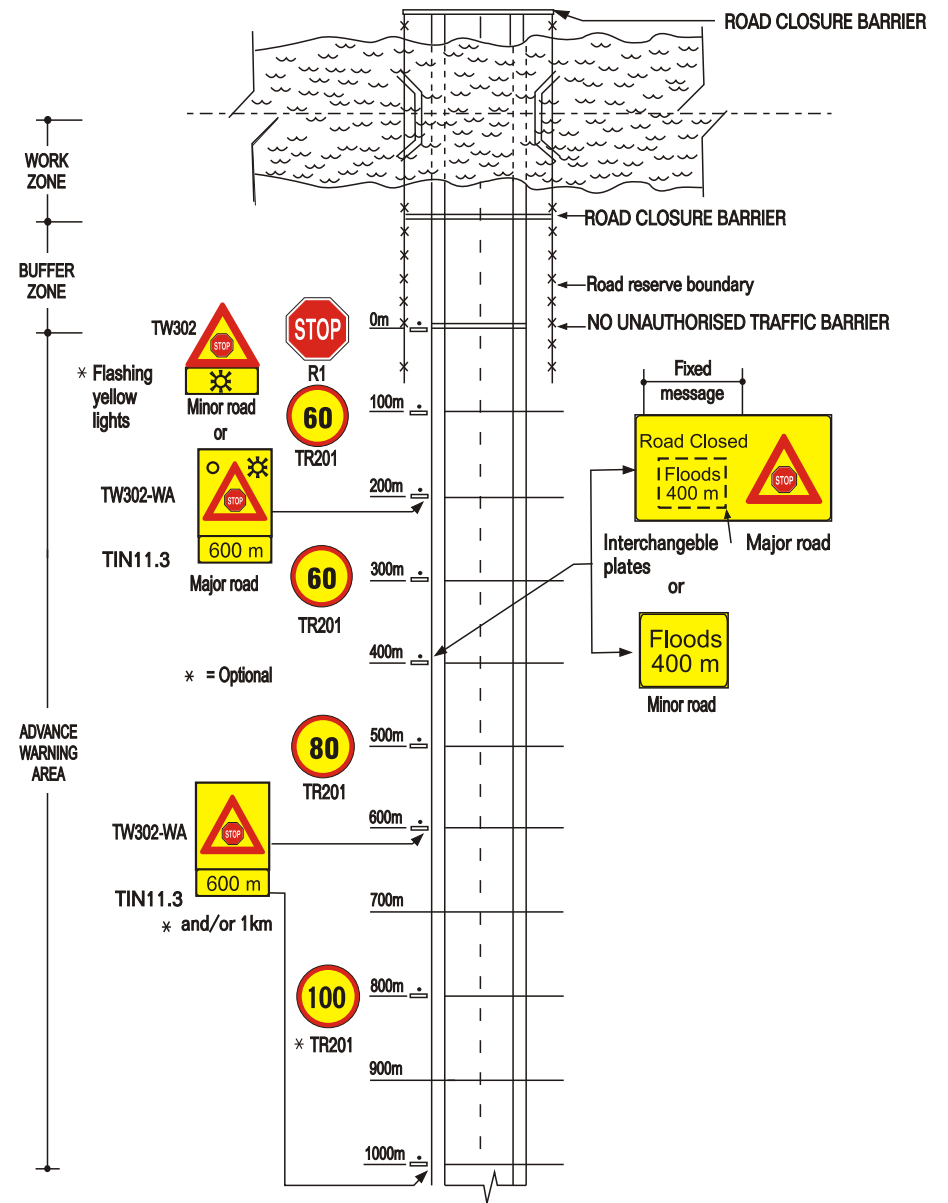 ROAD CLOSURE BARRIER
WORK
ZONE
ROAD CLOSURE BARRIER
BUFFER
ZONE
Road reserve boundary
NO UNAUTHORISED TRAFFIC BARRIER
0m
TW302
STOP
STOP
R1
* Flashing
yellow
lights
Minor road
or
60
TR201
100m
Fixed
message
Road Closed
Floods
400 m
STOP
Interchangeble
plates
Major road
or
Floods
400 m
Minor road
TW302-WA
STOP
200m
TIN11.3
600 m
Major road
60
TR201
300m
400m
* = Optional
ADVANCE
WARNING
AREA
80
TR201
500m
TW302-WA
STOP
600m
TIN11.3
600 m
* and/or 1km
700m
100
* TR201
800m
900m
1000m